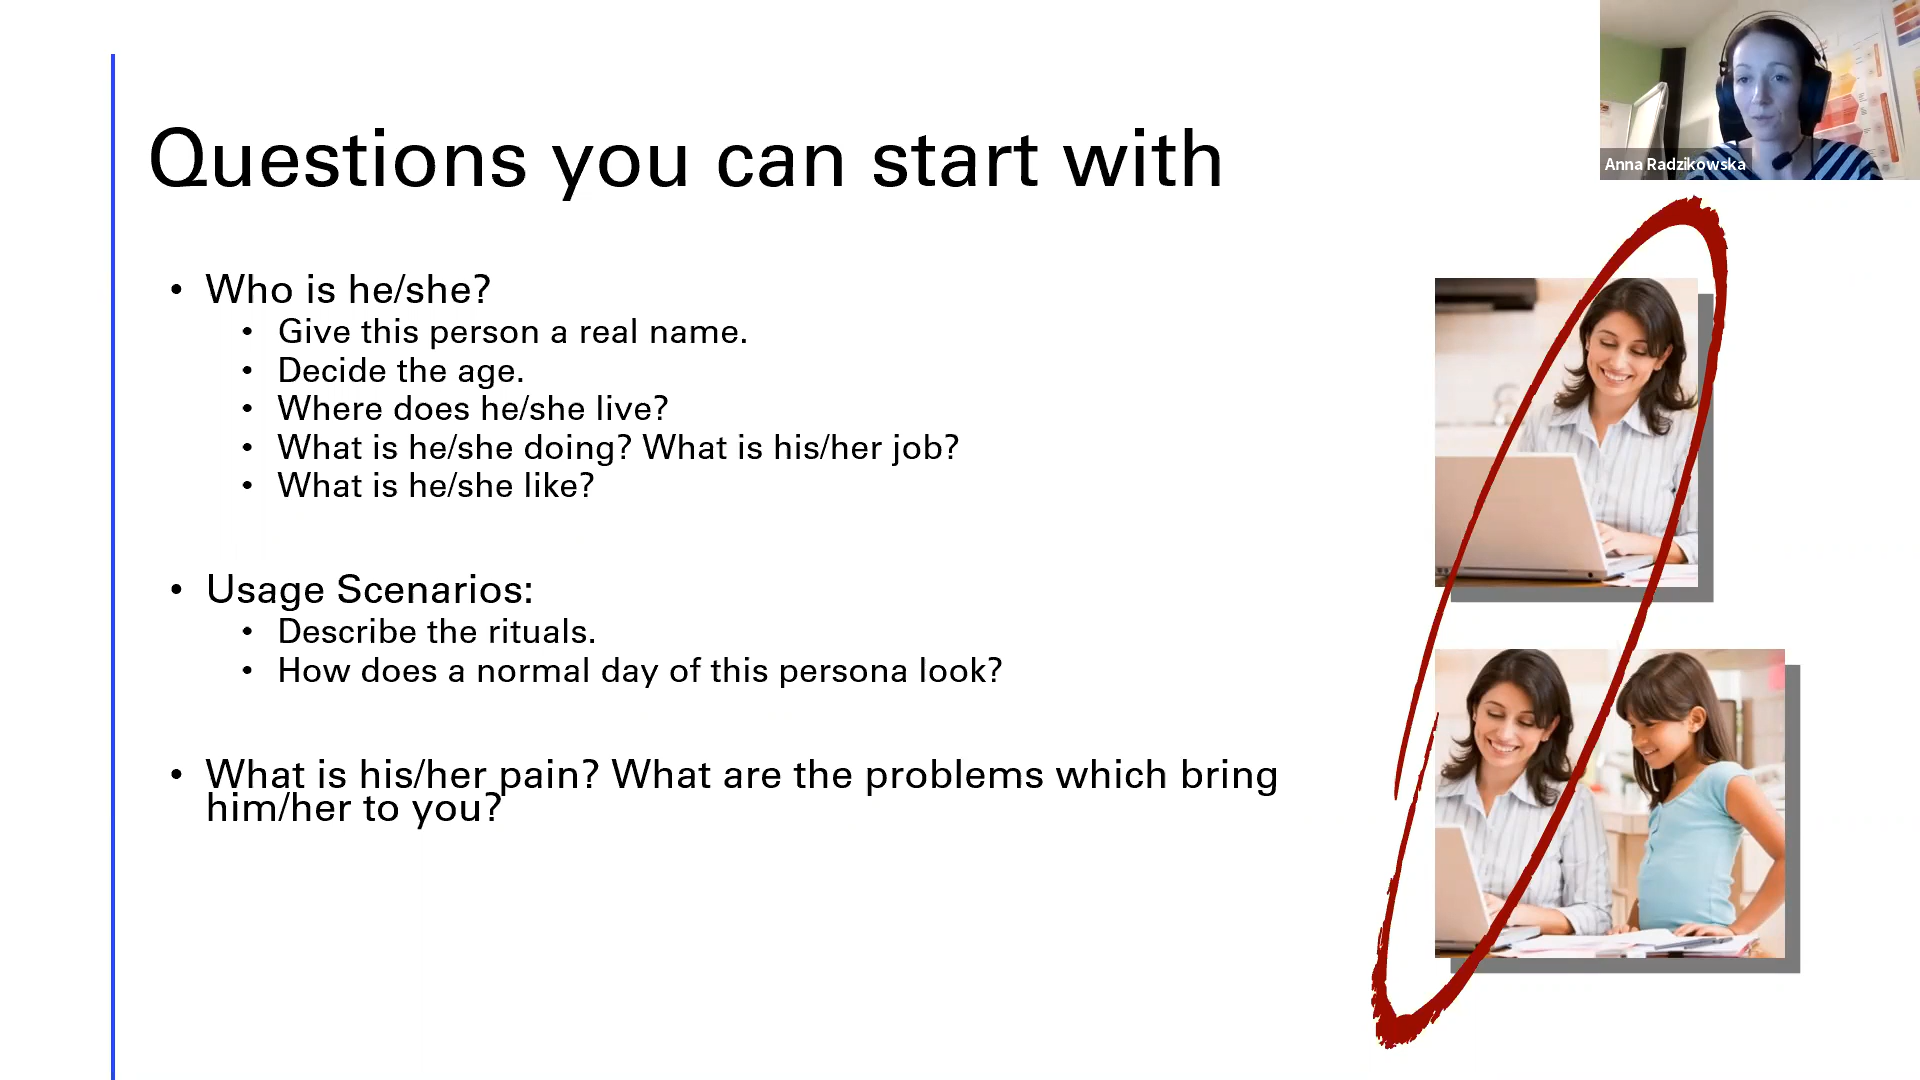 Questions you can start with
Anna Radzikowska
• Who is he/she?
• Give this person a real name.
• Decide the age.
• Where does he/she live?
• What is he/she doing? What is his/her job?
• What is he/she like?
• Usage Scenarios:
• Describe the rituals.
• How does a normal day of this persona look?
• What is his/her pain? What are the problems which bring
him/her to you?